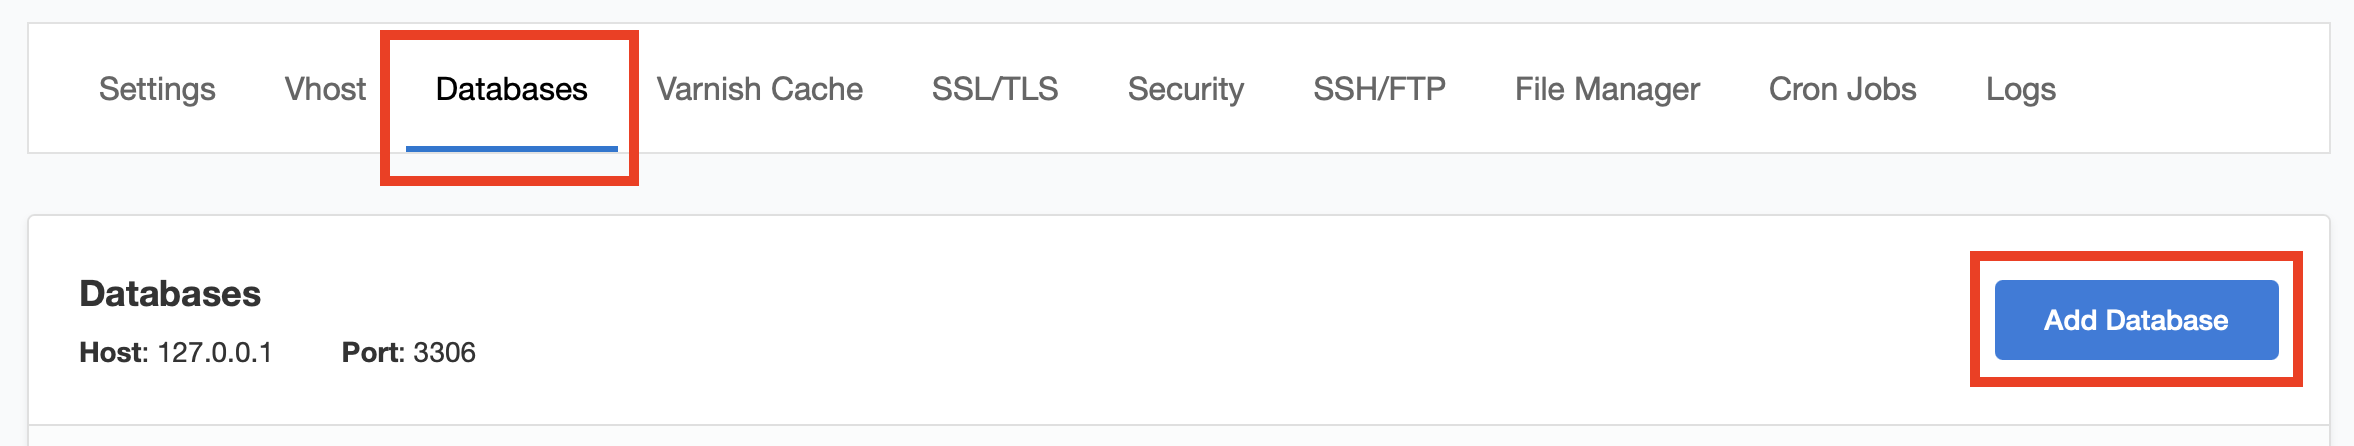 Settings Vhost Databases Varnish Cache SSL/TLS Security SSH/FTP File Manager Cron Jobs Logs
Databases
Host: 127.0.0.1 Port: 3306
Add Database